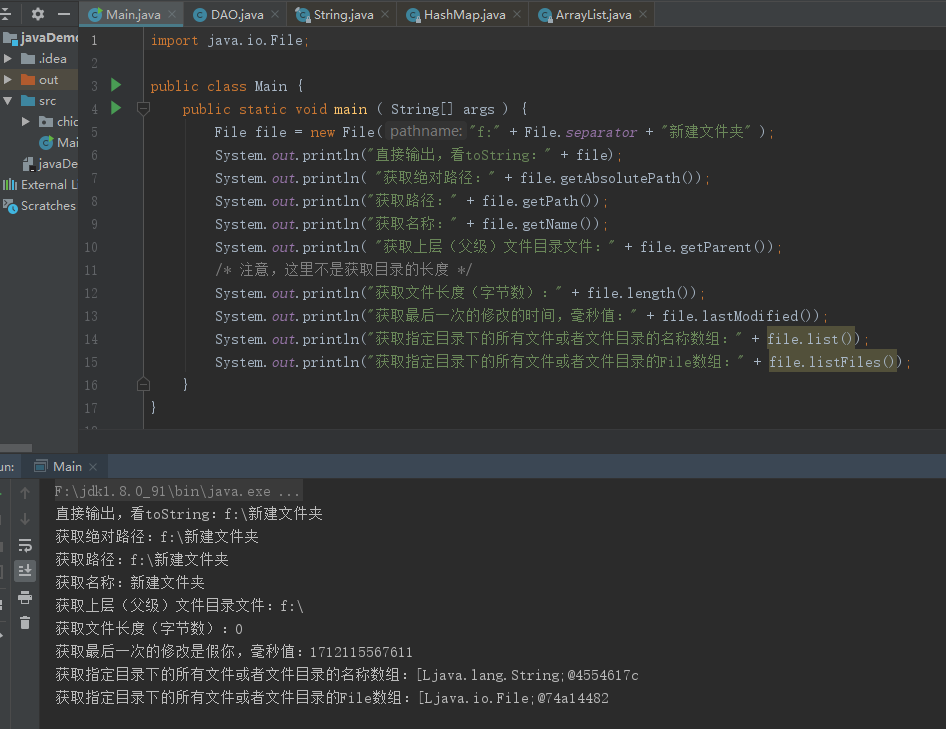 Main.java DAO.java String.java HashMap.java ArrayList.java
javaDemo
.idea
out
src
chic
Mai
javaDe
External L
Scratches
1 import java.io.File;
2
3 public class Main {
4 public static void main ( String[] args ) {
5 File file = new File( pathname: "f:" + File.separator + "新建文件夹" );
6 System.out.println("直接输出，看toString：" + file);
7 System.out.println( "获取绝对路径：" + file.getAbsolutePath());
8 System.out.println("获取路径：" + file.getPath());
9 System.out.println("获取名称：" + file.getName());
10 System.out.println( "获取上层（父级）文件目录文件：" + file.getParent());
11 /* 注意，这里不是获取目录的长度 */
12 System.out.println("获取文件长度（字节数）：" + file.length());
13 System.out.println("获取最后一次的修改的时间，毫秒值：" + file.lastModified());
14 System.out.println("获取指定目录下的所有文件或者文件目录的名称数组：" + file.list());
15 System.out.println("获取指定目录下的所有文件或者文件目录的File数组：" + file.listFiles());
16 }
17 }
un: Main
F:\jdk1.8.0_91\bin\java.exe ...
直接输出，看toString：f:\新建文件夹
获取绝对路径：f:\新建文件夹
获取路径：f:\新建文件夹
获取名称：新建文件夹
获取上层（父级）文件目录文件：f:\
获取文件长度（字节数）：0
获取最后一次的修改是假你，毫秒值：1712115567611
获取指定目录下的所有文件或者文件目录的名称数组：[Ljava.lang.String;@4554617c
获取指定目录下的所有文件或者文件目录的File数组：[Ljava.io.File;@74a14482